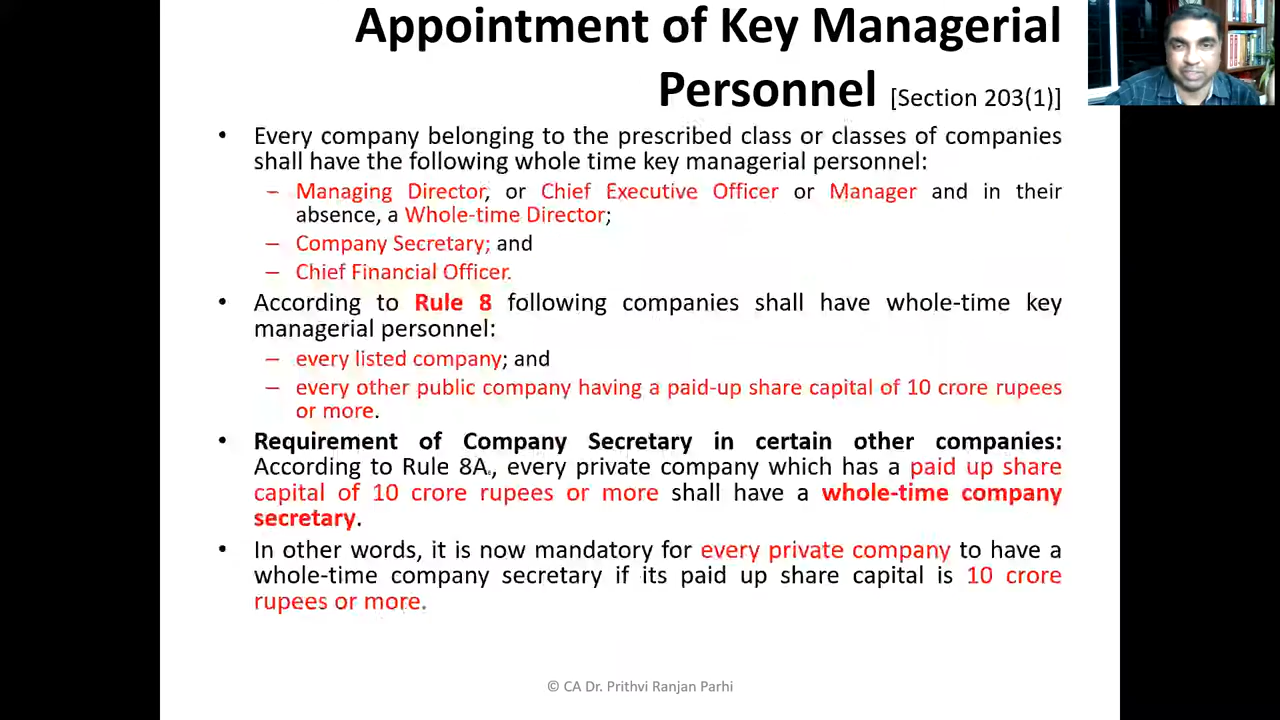 Appointment of Key Managerial
Personnel [Section 203(1)]
• Every company belonging to the prescribed class or classes of companies
shall have the following whole time key managerial personnel:
– Managing Director, or Chief Executive Officer or Manager and in their
absence, a Whole-time Director;
– Company Secretary; and
– Chief Financial Officer.
• According to Rule 8 following companies shall have whole-time key
managerial personnel:
– every listed company; and
– every other public company having a paid-up share capital of 10 crore rupees
or more.
• Requirement of Company Secretary in certain other companies:
According to Rule 8A., every private company which has a paid up share
capital of 10 crore rupees or more shall have a whole-time company
secretary.
• In other words, it is now mandatory for every private company to have a
whole-time company secretary if its paid up share capital is 10 crore
rupees or more.
© CA Dr. Prithvi Ranjan Parhi